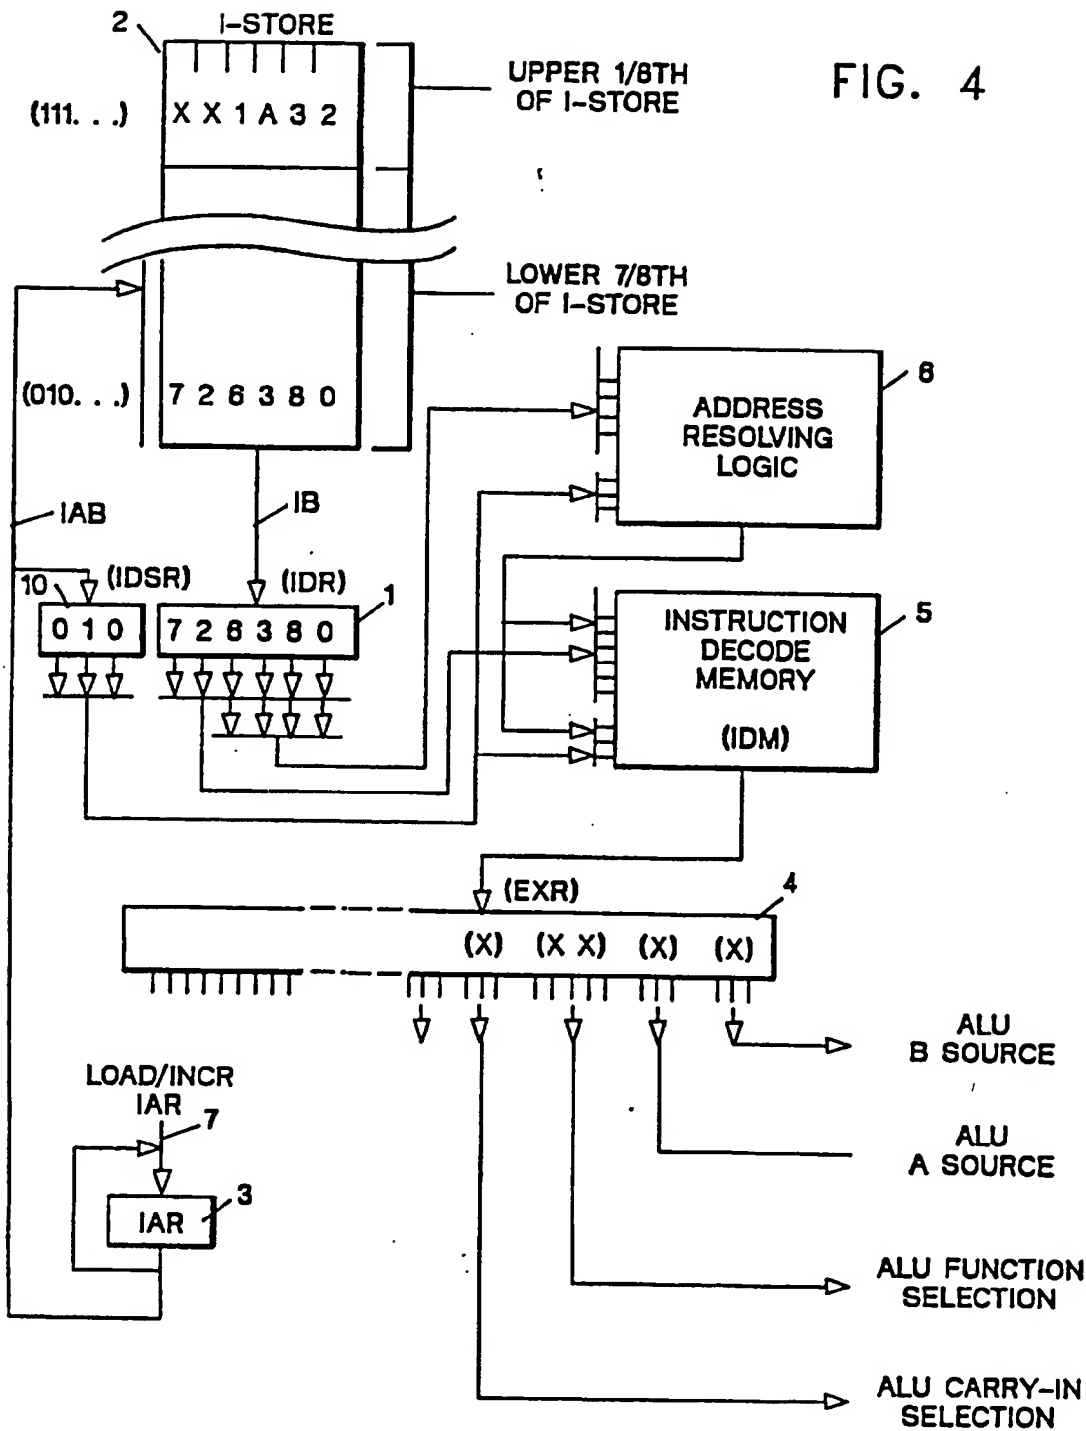 2
I-STORE
UPPER 1/8TH
OF I-STORE
FIG. 4
(111. . .)
X X 1 A 3 2
LOWER 7/8TH
OF I-STORE
(010. . .)
7 2 6 3 8 0
ADDRESS
RESOLVING
LOGIC
6
IAB
IB
10
(IDSR)
(IDR)
1
0 1 0
7 2 6 3 8 0
INSTRUCTION
DECODE
MEMORY
(IDM)
5
(EXR)
4
(X) (X X) (X) (X)
ALU
B SOURCE
LOAD/INCR
IAR
7
ALU
A SOURCE
IAR
3
ALU FUNCTION
SELECTION
ALU CARRY-IN
SELECTION